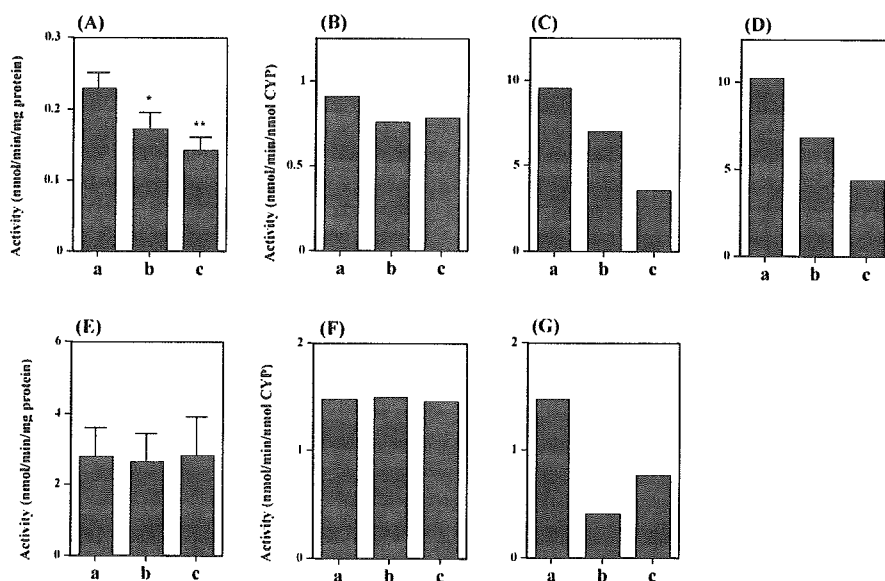 (A)
(B)
(C)
(D)
Activity (nmol/min/mg protein)
0.3
0.2
0.1
0
*
**
a b c
Activity (nmol/min/nmol CYP)
1
0.5
0
a b c
10
5
0
a b c
10
5
0
a b c
(E)
(F)
(G)
Activity (nmol/min/mg protein)
6
4
2
0
a b c
Activity (nmol/min/nmol CYP)
2
1
0
a b c
2
1
0
a b c